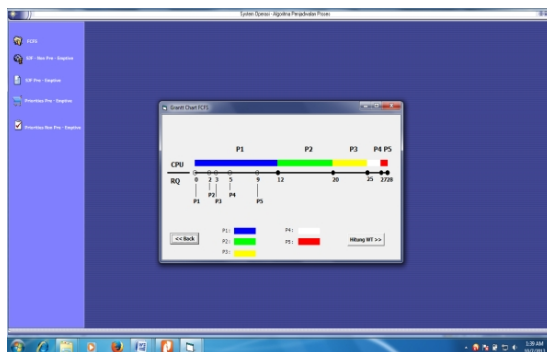 System Operasi - Algoritma Penjadwalan Proses
FCFS
SJF - Non Pre - Emptive
SJF Pre - Emptive
Prioritas Pre - Emptive
Prioritas Non Pre - Emptive
Grantt Chart FCFS
P1 P2 P3 P4 P5
CPU
RQ 0 2 3 5 9 12 20 25 27 28
P2 P4
P1 P3 P5
P1: P4:
<< Back P2: P5: Hitung WT >>
P3:
1:39 AM